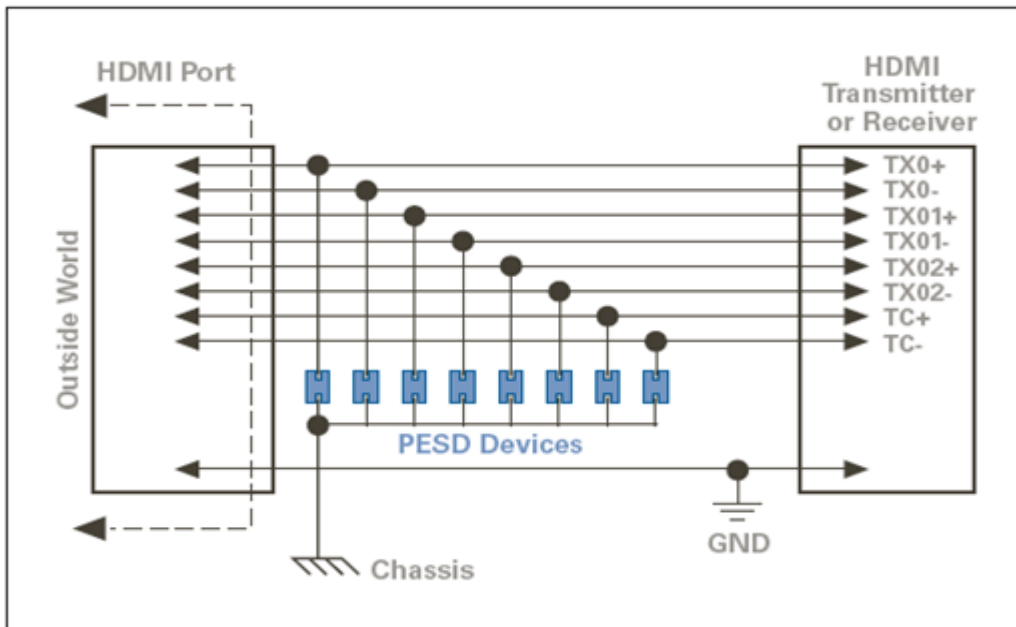 HDMI Port
HDMI
Transmitter
or Receiver
Outside World
TX0+
TX0-
TX01+
TX01-
TX02+
TX02-
TC+
TC-
PESD Devices
GND
Chassis